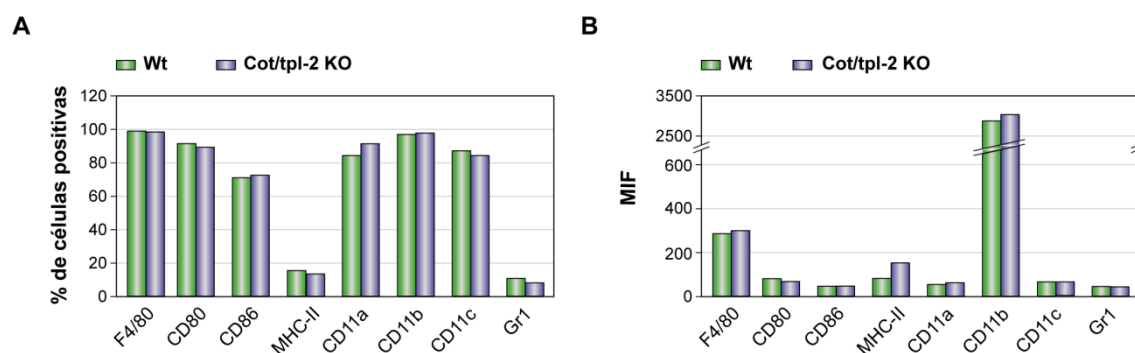 A
Wt Cot/tpl-2 KO
% de células positivas
120
100
80
60
40
20
0
F4/80 CD80 CD86 MHC-II CD11a CD11b CD11c Gr1
B
Wt Cot/tpl-2 KO
MIF
3500
2500
600
400
200
0
F4/80 CD80 CD86 MHC-II CD11a CD11b CD11c Gr1